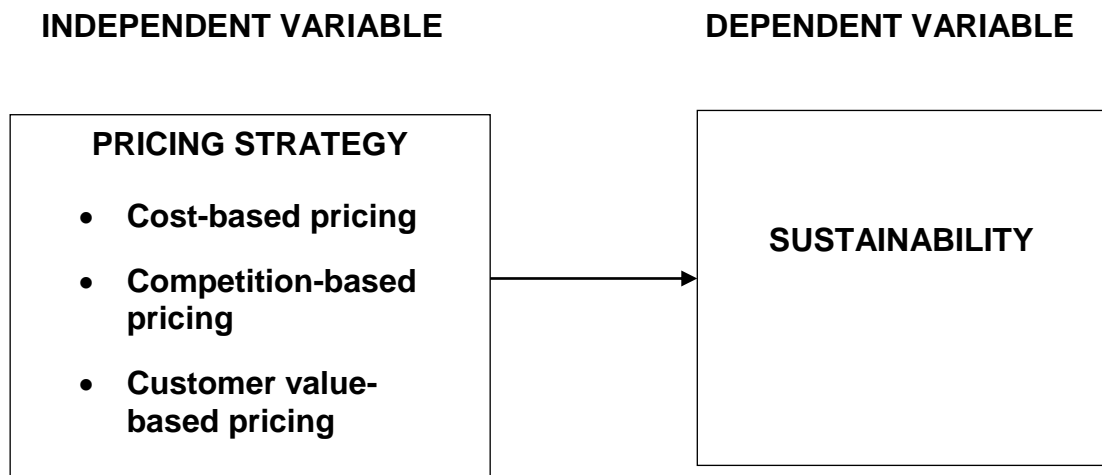 INDEPENDENT VARIABLE
DEPENDENT VARIABLE
PRICING STRATEGY
• Cost-based pricing
• Competition-based
pricing
• Customer value-
based pricing
SUSTAINABILITY